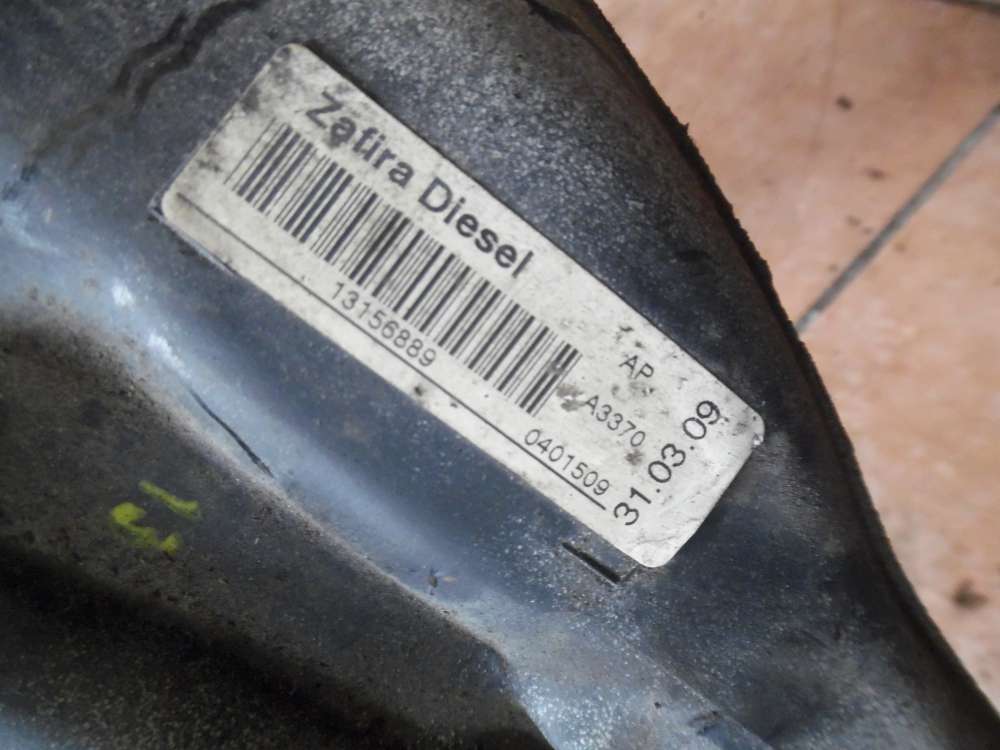 Zafira Diesel
13156889
AP
A3370
0401509
31.03.09